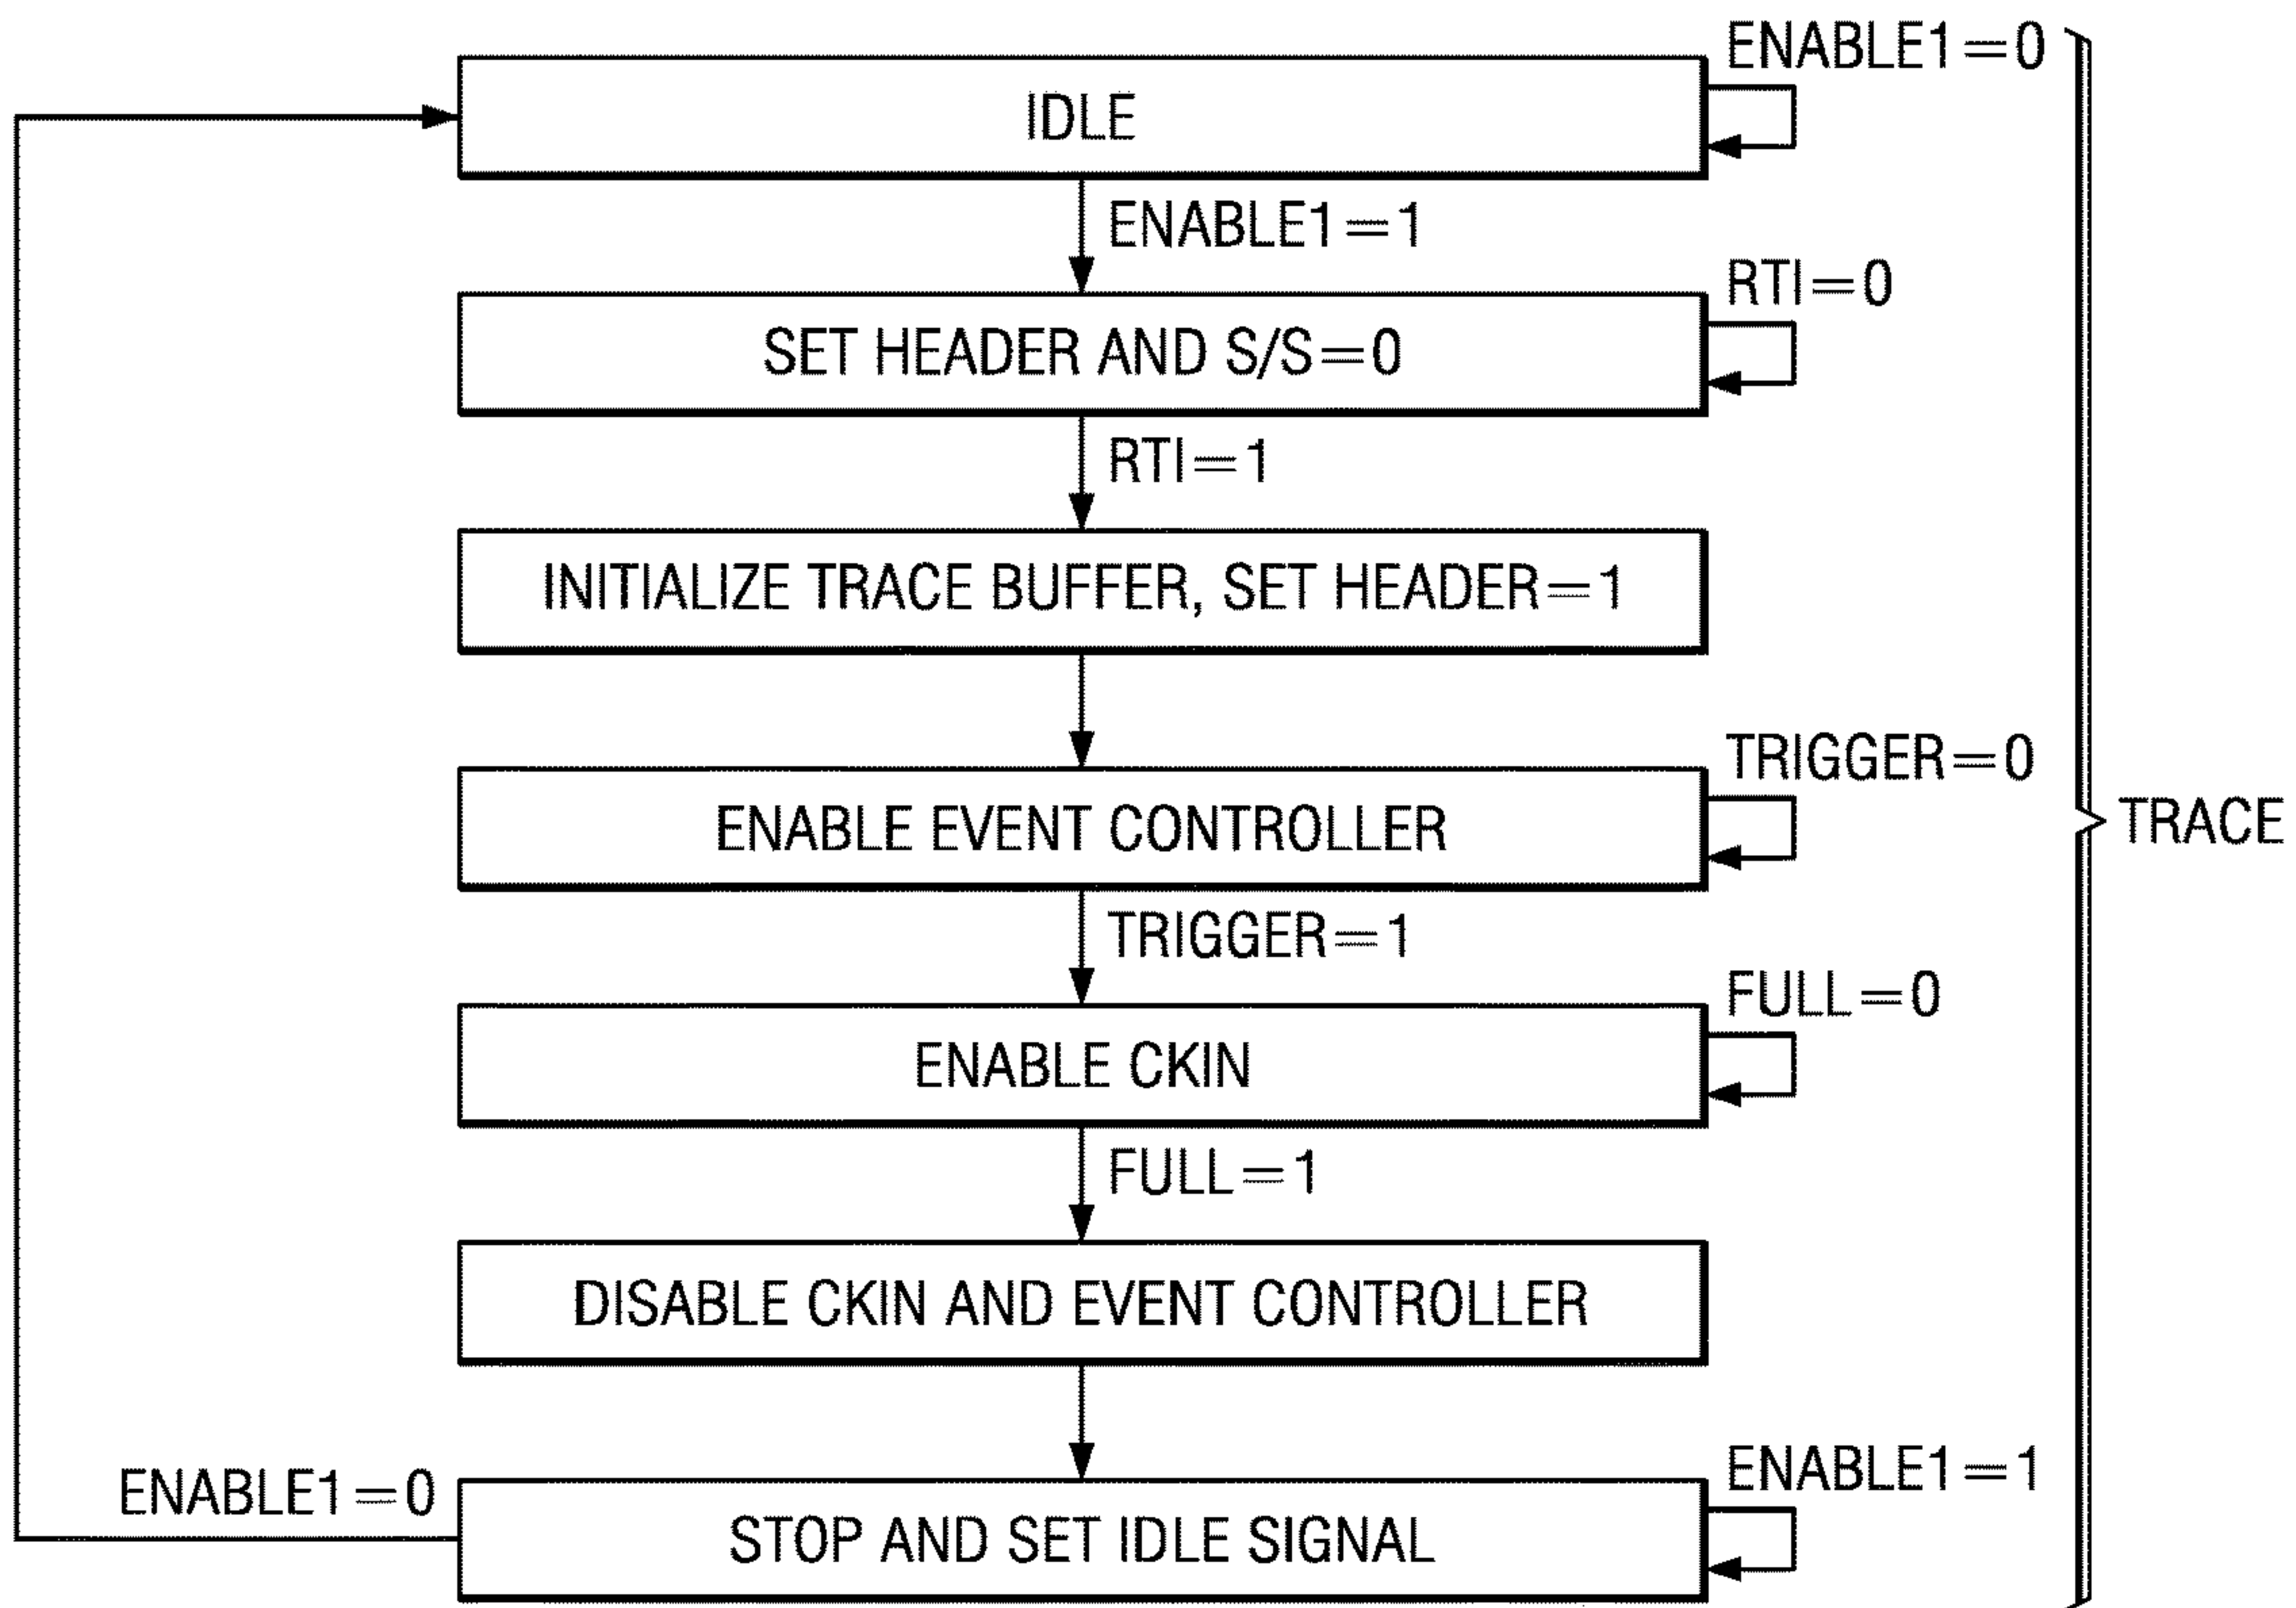 ENABLE1=0
IDLE
ENABLE1=1
RTI=0
SET HEADER AND S/S=0
RTI=1
INITIALIZE TRACE BUFFER, SET HEADER=1
TRIGGER=0
TRACE
ENABLE EVENT CONTROLLER
TRIGGER=1
FULL=0
ENABLE CKIN
FULL=1
DISABLE CKIN AND EVENT CONTROLLER
ENABLE1=0
ENABLE1=1
STOP AND SET IDLE SIGNAL